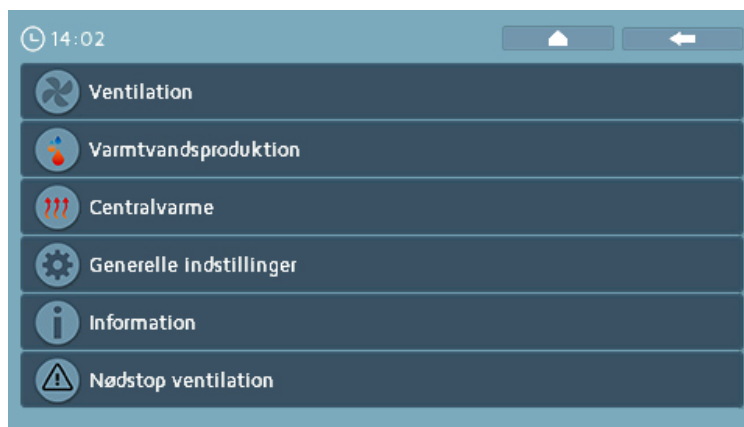 14:02
Ventilation
Varmtvandsproduktion
Centralvarme
Generelle indstillinger
Information
Nødstop ventilation